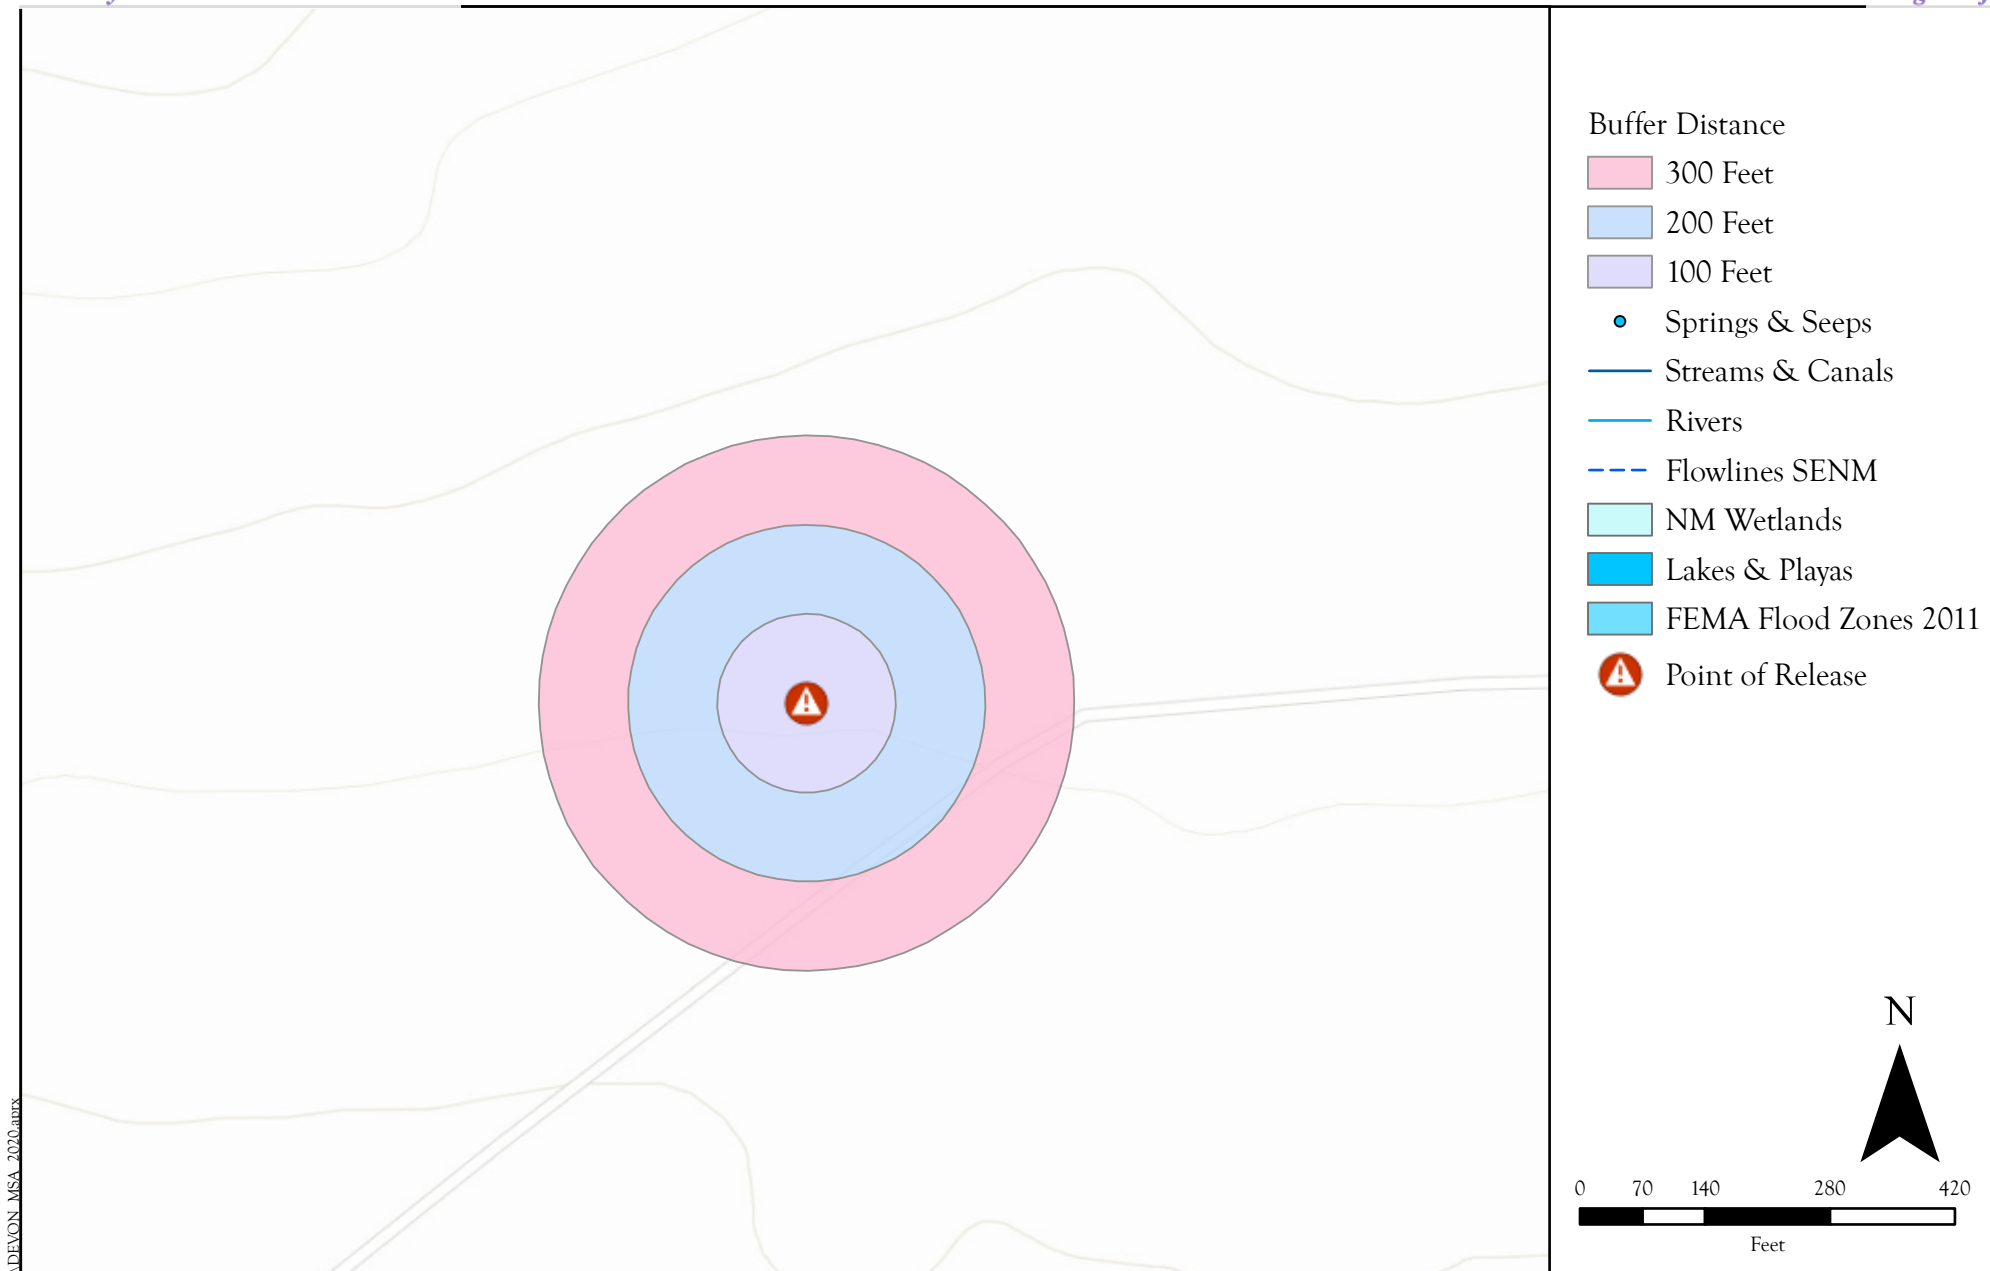 Buffer Distance
300 Feet
200 Feet
100 Feet
Springs & Seeps
Streams & Canals
Rivers
Flowlines SENM
NM Wetlands
Lakes & Playas
FEMA Flood Zones 2011
Point of Release
N
0 70 140 280 420
Feet
DEVON_MSA_2020.aprx